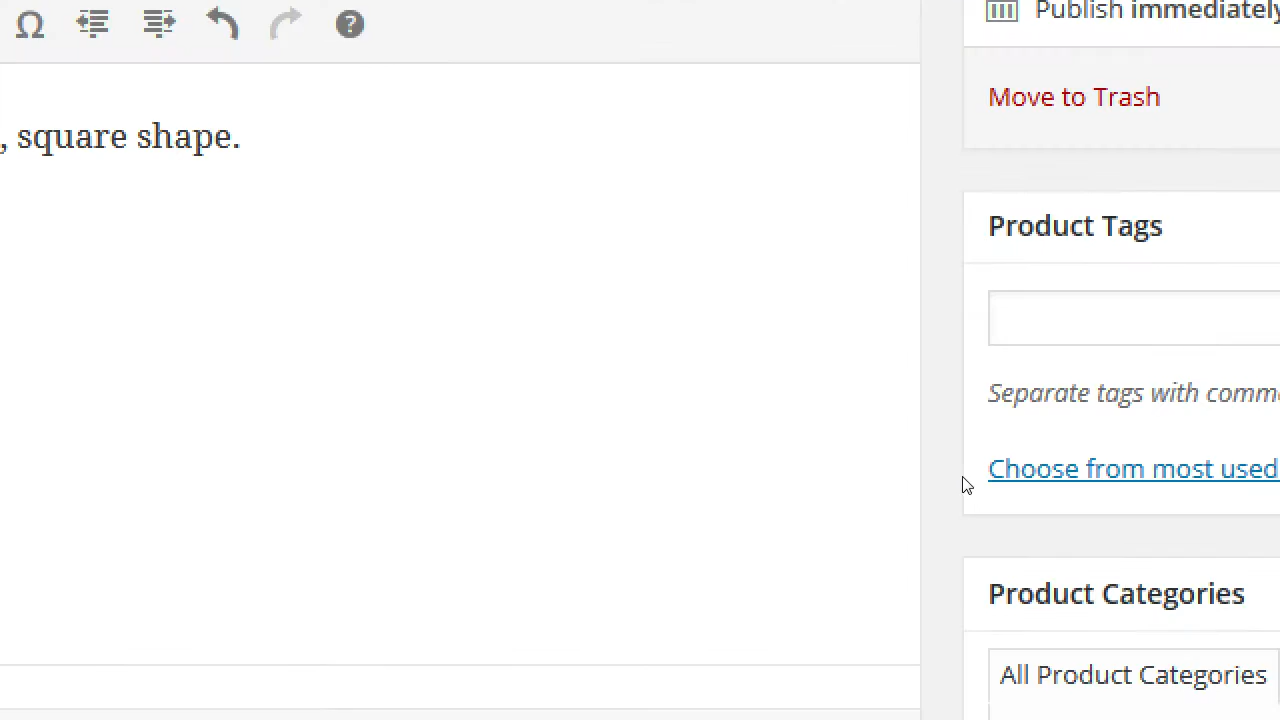 Publish immediately
Move to Trash
, square shape.
Product Tags
Separate tags with comm
Choose from most used
Product Categories
All Product Categories